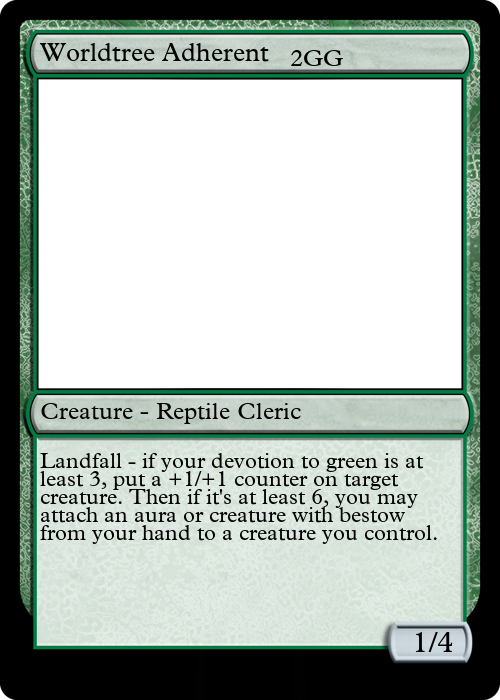 Worldtree Adherent 2GG
Creature - Reptile Cleric
Landfall - if your devotion to green is at
least 3, put a +1/+1 counter on target
creature. Then if it's at least 6, you may
attach an aura or creature with bestow
from your hand to a creature you control.
1/4